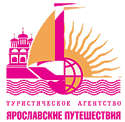 ТУРИСТИЧЕСКОЕ АГЕНТСТВО
ЯРОСЛАВСКИЕ ПУТЕШЕСТВИЯ